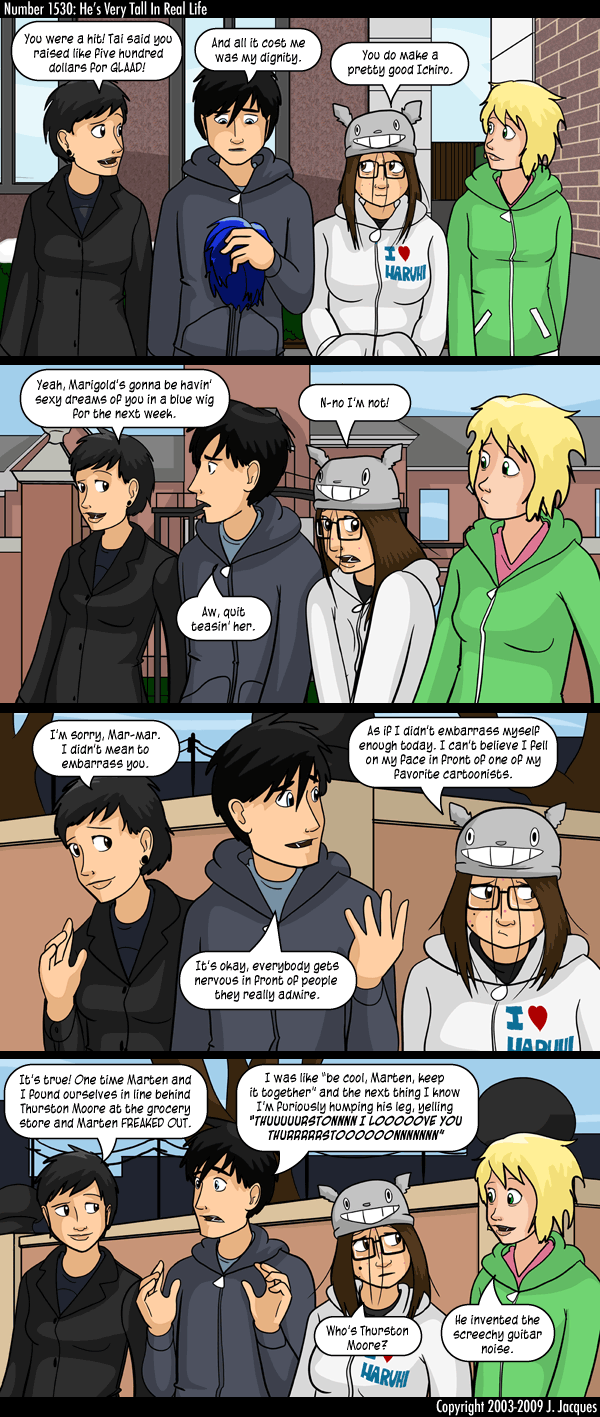 Number 1530: He's Very Tall In Real Life
You were a hit! Tai said you
raised like five hundred
dollars for GLAAD!
And all it cost me
was my dignity.
You do make a
pretty good Ichiro.
I ♥
HARUHI
Yeah, Marigold's gonna be havin'
sexy dreams of you in a blue wig
for the next week.
N-no I'm not!
Aw, quit
teasin' her.
I'm sorry, Mar-mar.
I didn't mean to
embarrass you.
As if I didn't embarrass myself
enough today. I can't believe I fell
on my face in front of one of my
favorite cartoonists.
It's okay, everybody gets
nervous in front of people
they really admire.
I ♥
HARUHI
It's true! One time Marten and
I found ourselves in line behind
Thurston Moore at the grocery
store and Marten FREAKED OUT.
I was like "be cool, Marten, keep
it together" and the next thing I know
I'm furiously humping his leg, yelling
"THUUUUURSTONNNN I LOOOOOVE YOU
THURRRRRSTOOOOOONNNNNNN"
Who's Thurston
Moore?
He invented the
screechy guitar
noise.
I ♥
HARUHI
Copyright 2003-2009 J. Jacques